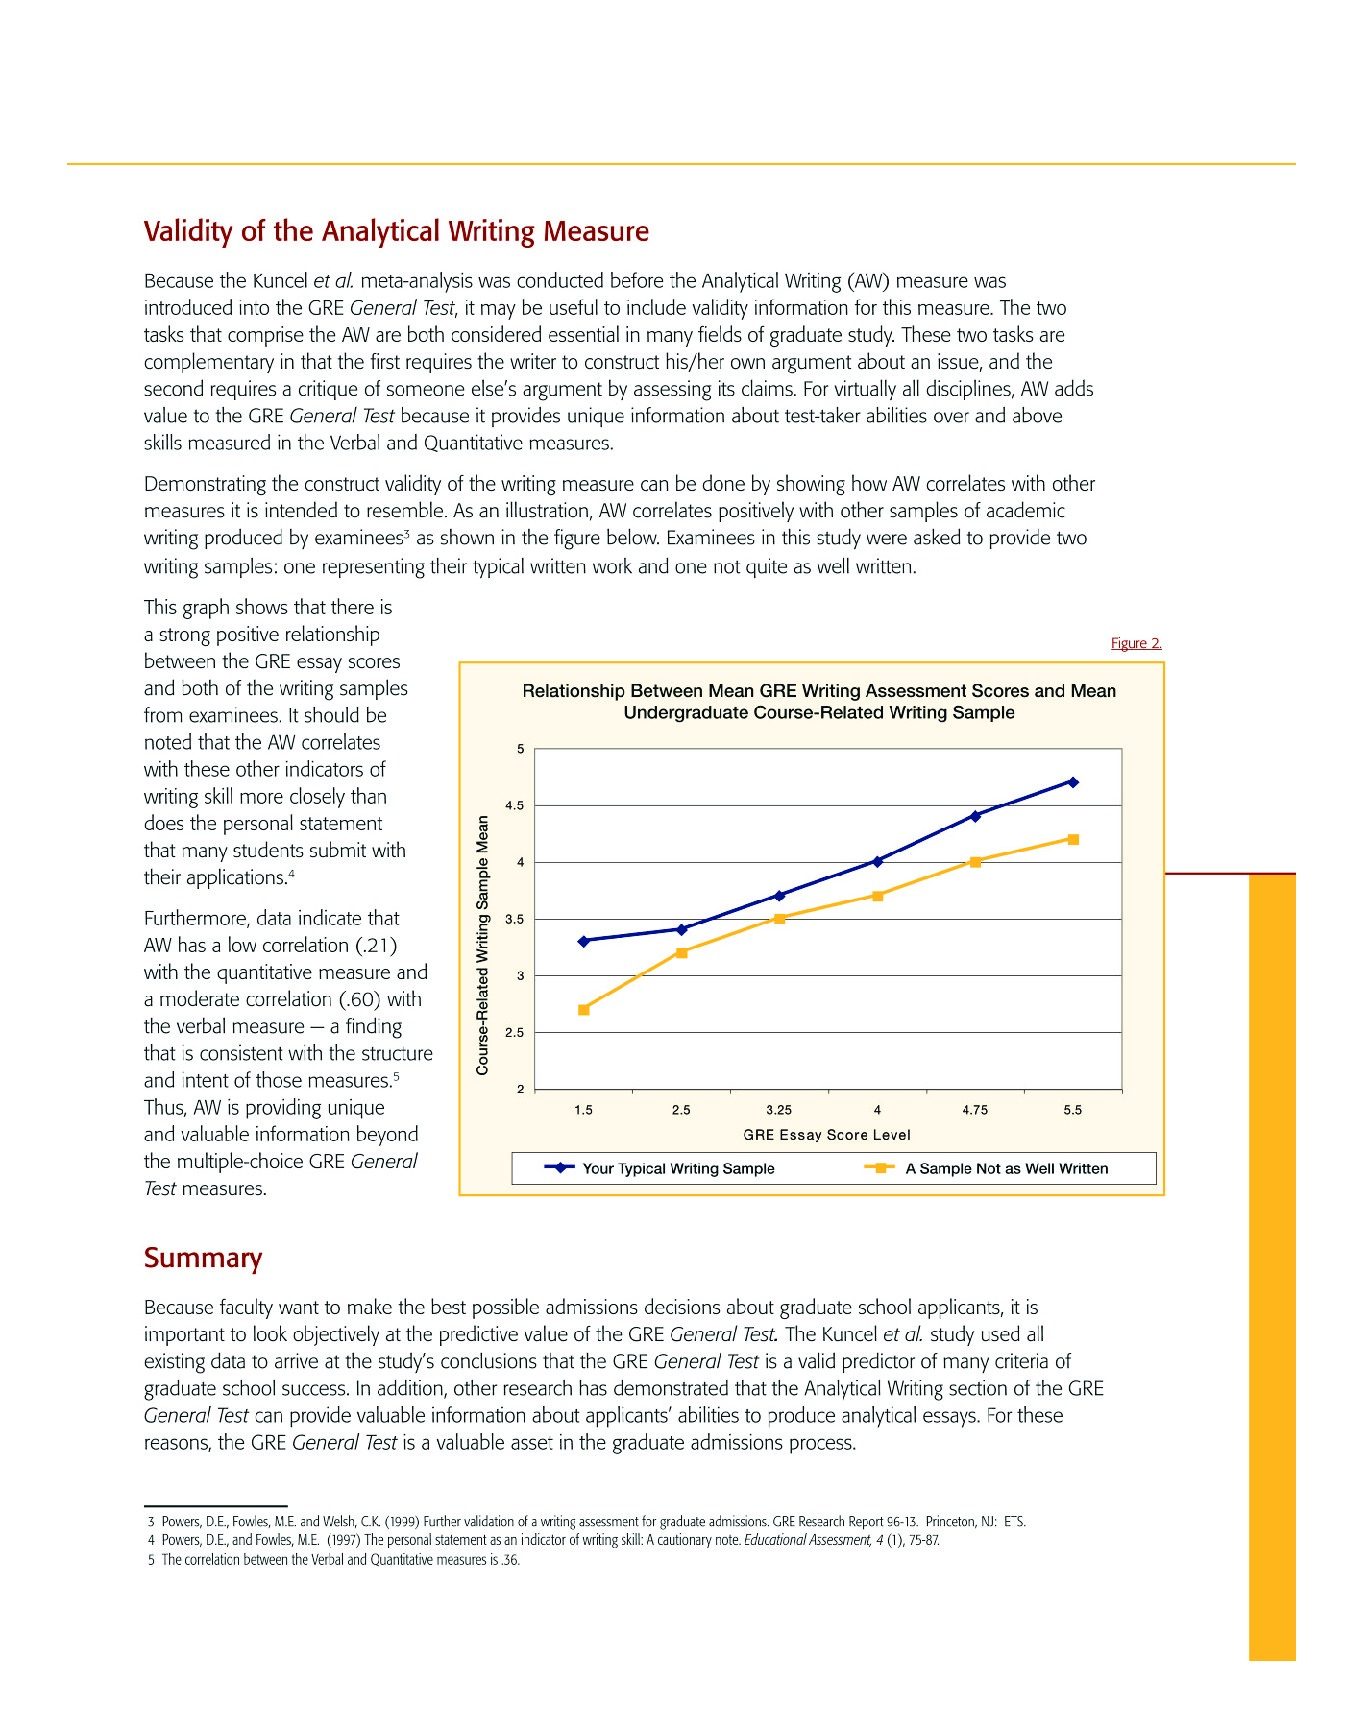 Validity of the Analytical Writing Measure
Because the Kuncel et al. meta-analysis was conducted before the Analytical Writing (AW) measure was
introduced into the GRE General Test, it may be useful to include validity information for this measure. The two
tasks that comprise the AW are both considered essential in many fields of graduate study. These two tasks are
complementary in that the first requires the writer to construct his/her own argument about an issue, and the
second requires a critique of someone else's argument by assessing its claims. For virtually all disciplines, AW adds
value to the GRE General Test because it provides unique information about test-taker abilities over and above
skills measured in the Verbal and Quantitative measures.
Demonstrating the construct validity of the writing measure can be done by showing how AW correlates with other
measures it is intended to resemble. As an illustration, AW correlates positively with other samples of academic
writing produced by examinees³ as shown in the figure below. Examinees in this study were asked to provide two
writing samples: one representing their typical written work and one not quite as well written.
This graph shows that there is
a strong positive relationship
between the GRE essay scores
and both of the writing samples
from examinees. It should be
noted that the AW correlates
with these other indicators of
writing skill more closely than
does the personal statement
that many students submit with
their applications.⁴
Furthermore, data indicate that
AW has a low correlation (.21)
with the quantitative measure and
a moderate correlation (.60) with
the verbal measure — a finding
that is consistent with the structure
and intent of those measures.⁵
Thus, AW is providing unique
and valuable information beyond
the multiple-choice GRE General
Test measures.
Figure 2.
Relationship Between Mean GRE Writing Assessment Scores and Mean
Undergraduate Course-Related Writing Sample
Course-Related Writing Sample Mean
5
4.5
4
3.5
3
2.5
2
1.5 2.5 3.25 4 4.75 5.5
GRE Essay Score Level
Your Typical Writing Sample A Sample Not as Well Written
Summary
Because faculty want to make the best possible admissions decisions about graduate school applicants, it is
important to look objectively at the predictive value of the GRE General Test. The Kuncel et al. study used all
existing data to arrive at the study's conclusions that the GRE General Test is a valid predictor of many criteria of
graduate school success. In addition, other research has demonstrated that the Analytical Writing section of the GRE
General Test can provide valuable information about applicants' abilities to produce analytical essays. For these
reasons, the GRE General Test is a valuable asset in the graduate admissions process.
3 Powers, D.E., Fowles, M.E. and Welsh, C.K. (1999) Further validation of a writing assessment for graduate admissions. GRE Research Report 96-13. Princeton, NJ: ETS.
4 Powers, D.E., and Fowles, M.E. (1997) The personal statement as an indicator of writing skill: A cautionary note. Educational Assessment, 4 (1), 75-87.
5 The correlation between the Verbal and Quantitative measures is .36.